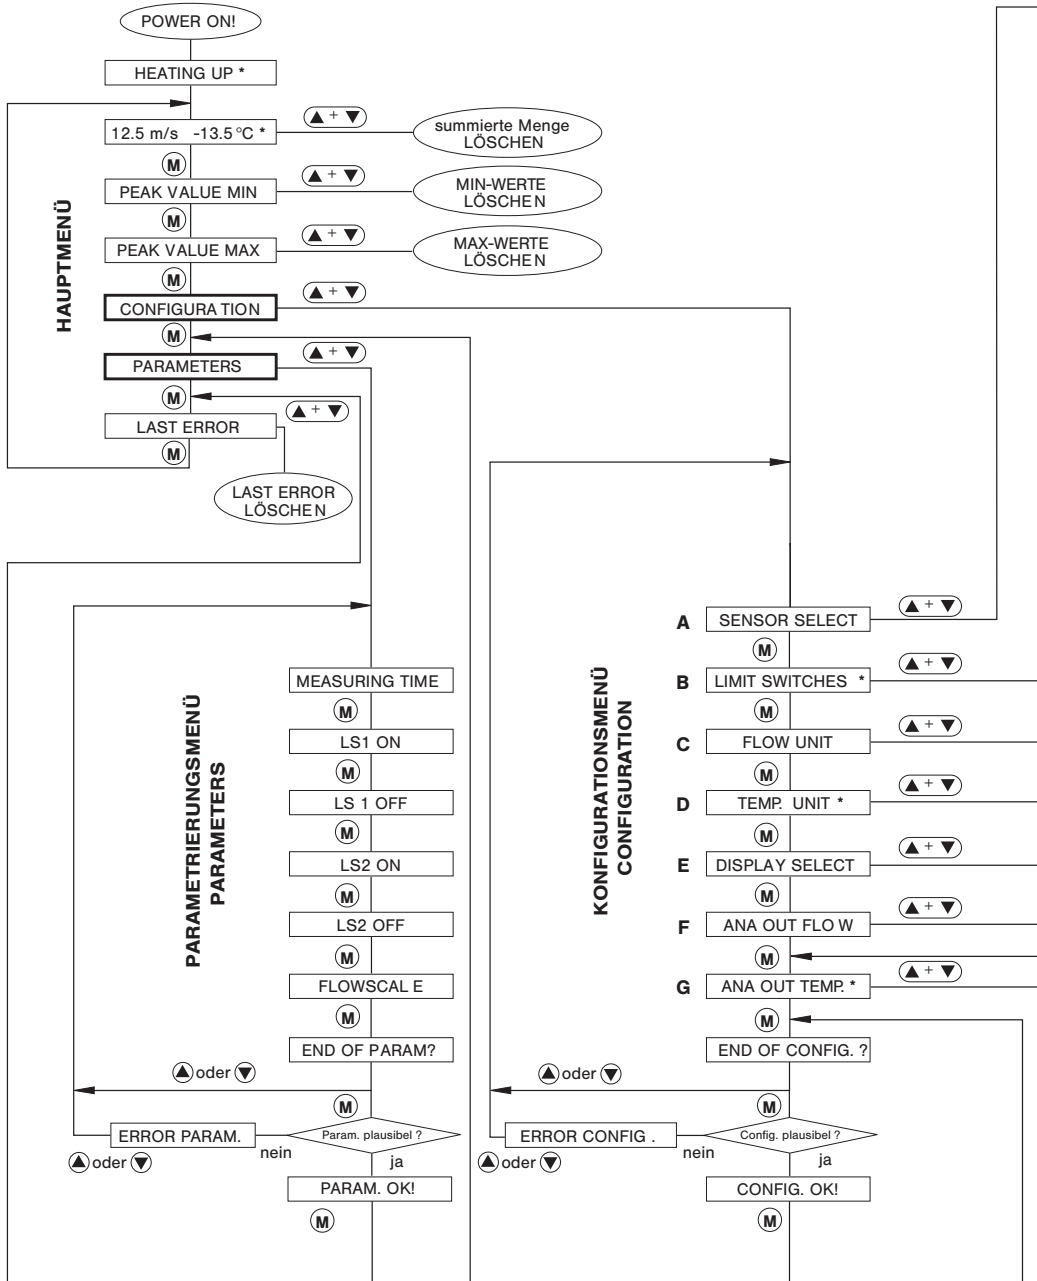 POWER ON!
HEATING UP *
12.5 m/s -13.5 °C *
▲ + ▼
summierte Menge
LÖSCHEN
M
PEAK VALUE MIN
▲ + ▼
MIN-WERTE
LÖSCHEN
M
PEAK VALUE MAX
▲ + ▼
MAX-WERTE
LÖSCHEN
M
CONFIGURATION
▲ + ▼
M
PARAMETERS
▲ + ▼
M
LAST ERROR
▲ + ▼
M
LAST ERROR
LÖSCHEN
HAUPTMENÜ
PARAMETRIERUNGSMENÜ
PARAMETERS
MEASURING TIME
M
LS1 ON
M
LS 1 OFF
M
LS2 ON
M
LS2 OFF
M
FLOWSCALE
M
END OF PARAM?
▲ oder ▼
M
ERROR PARAM.
nein
Param. plausibel ?
▲ oder ▼
ja
PARAM. OK!
M
KONFIGURATIONSMENÜ
CONFIGURATION
A SENSOR SELECT
▲ + ▼
M
B LIMIT SWITCHES *
▲ + ▼
M
C FLOW UNIT
▲ + ▼
M
D TEMP. UNIT *
▲ + ▼
M
E DISPLAY SELECT
▲ + ▼
M
F ANA OUT FLOW
▲ + ▼
M
G ANA OUT TEMP. *
▲ + ▼
M
END OF CONFIG. ?
▲ oder ▼
M
ERROR CONFIG .
nein
Config. plausibel ?
▲ oder ▼
ja
CONFIG. OK!
M